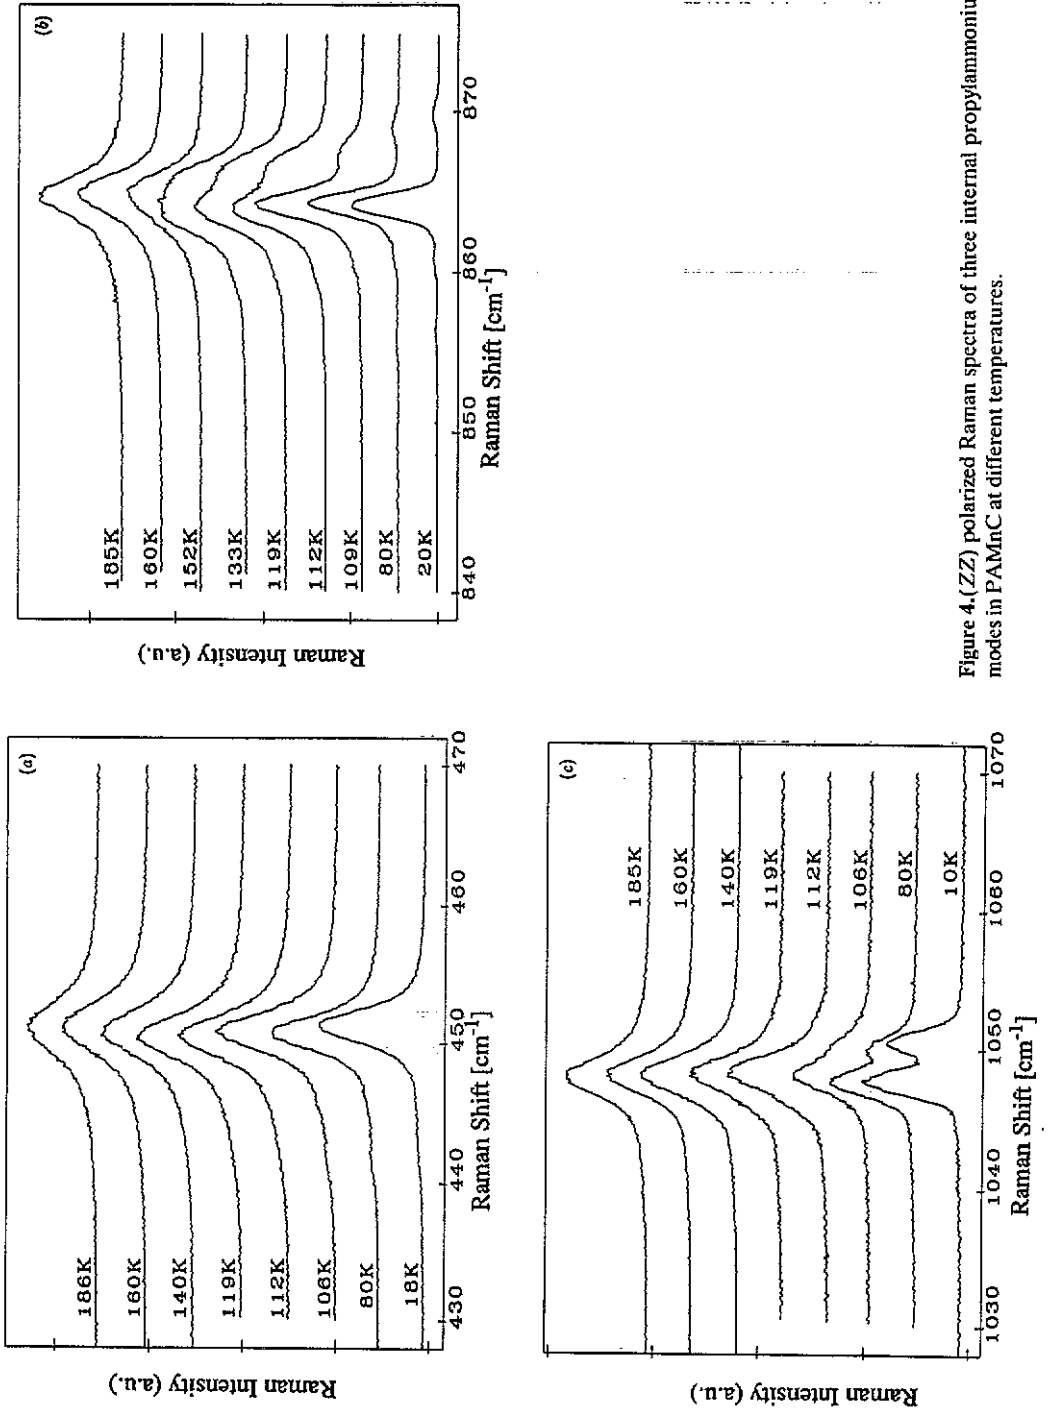 (a)
186K
160K
140K
119K
112K
106K
80K
18K
430 440 450 460 470
Raman Shift [cm-1]
Raman Intensity (a.u.)
(b)
185K
160K
152K
133K
119K
112K
109K
80K
20K
840 850 860 870
Raman Shift [cm-1]
Raman Intensity (a.u.)
(c)
185K
160K
140K
119K
112K
106K
80K
10K
1030 1040 1050 1060 1070
Raman Shift [cm-1]
Raman Intensity (a.u.)
Figure 4.(ZZ) polarized Raman spectra of three internal propylammoniu
modes in PAMnC at different temperatures.